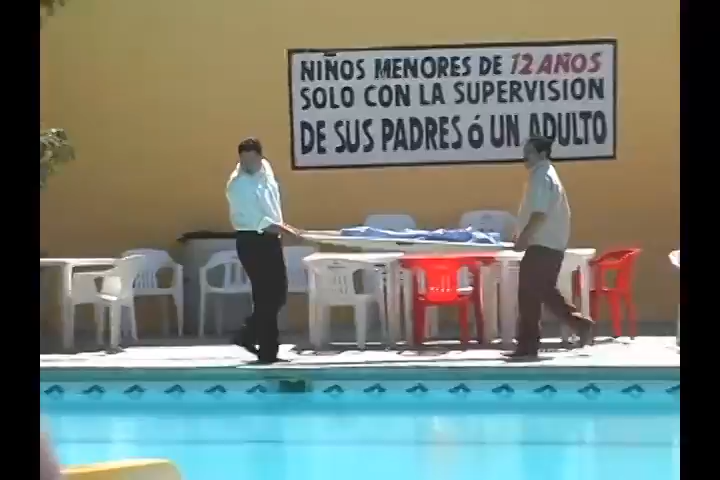 NIÑOS MENORES DE 12 AÑOS
SOLO CON LA SUPERVISION
DE SUS PADRES ó UN ADULTO